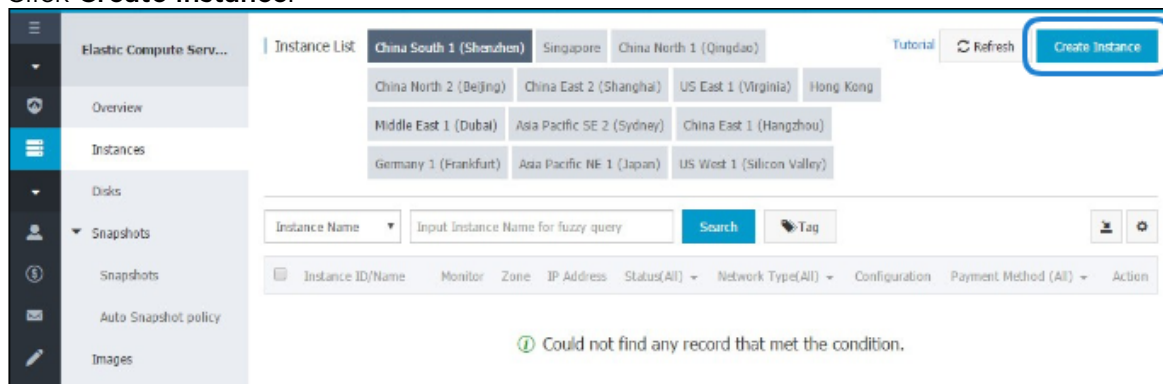 Click Create Instance.
Elastic Compute Serv...
Instance List China South 1 (Shenzhen) Singapore China North 1 (Qingdao) Tutorial Refresh Create Instance
China North 2 (Beijing) China East 2 (Shanghai) US East 1 (Virginia) Hong Kong
Overview
Middle East 1 (Dubai) Asia Pacific SE 2 (Sydney) China East 1 (Hangzhou)
Instances
Germany 1 (Frankfurt) Asia Pacific NE 1 (Japan) US West 1 (Silicon Valley)
Disks
Snapshots
Instance Name Input Instance Name for fuzzy query Search Tag
Snapshots
Instance ID/Name Monitor Zone IP Address Status(All) Network Type(All) Configuration Payment Method (All) Action
Auto Snapshot policy
Could not find any record that met the condition.
Images